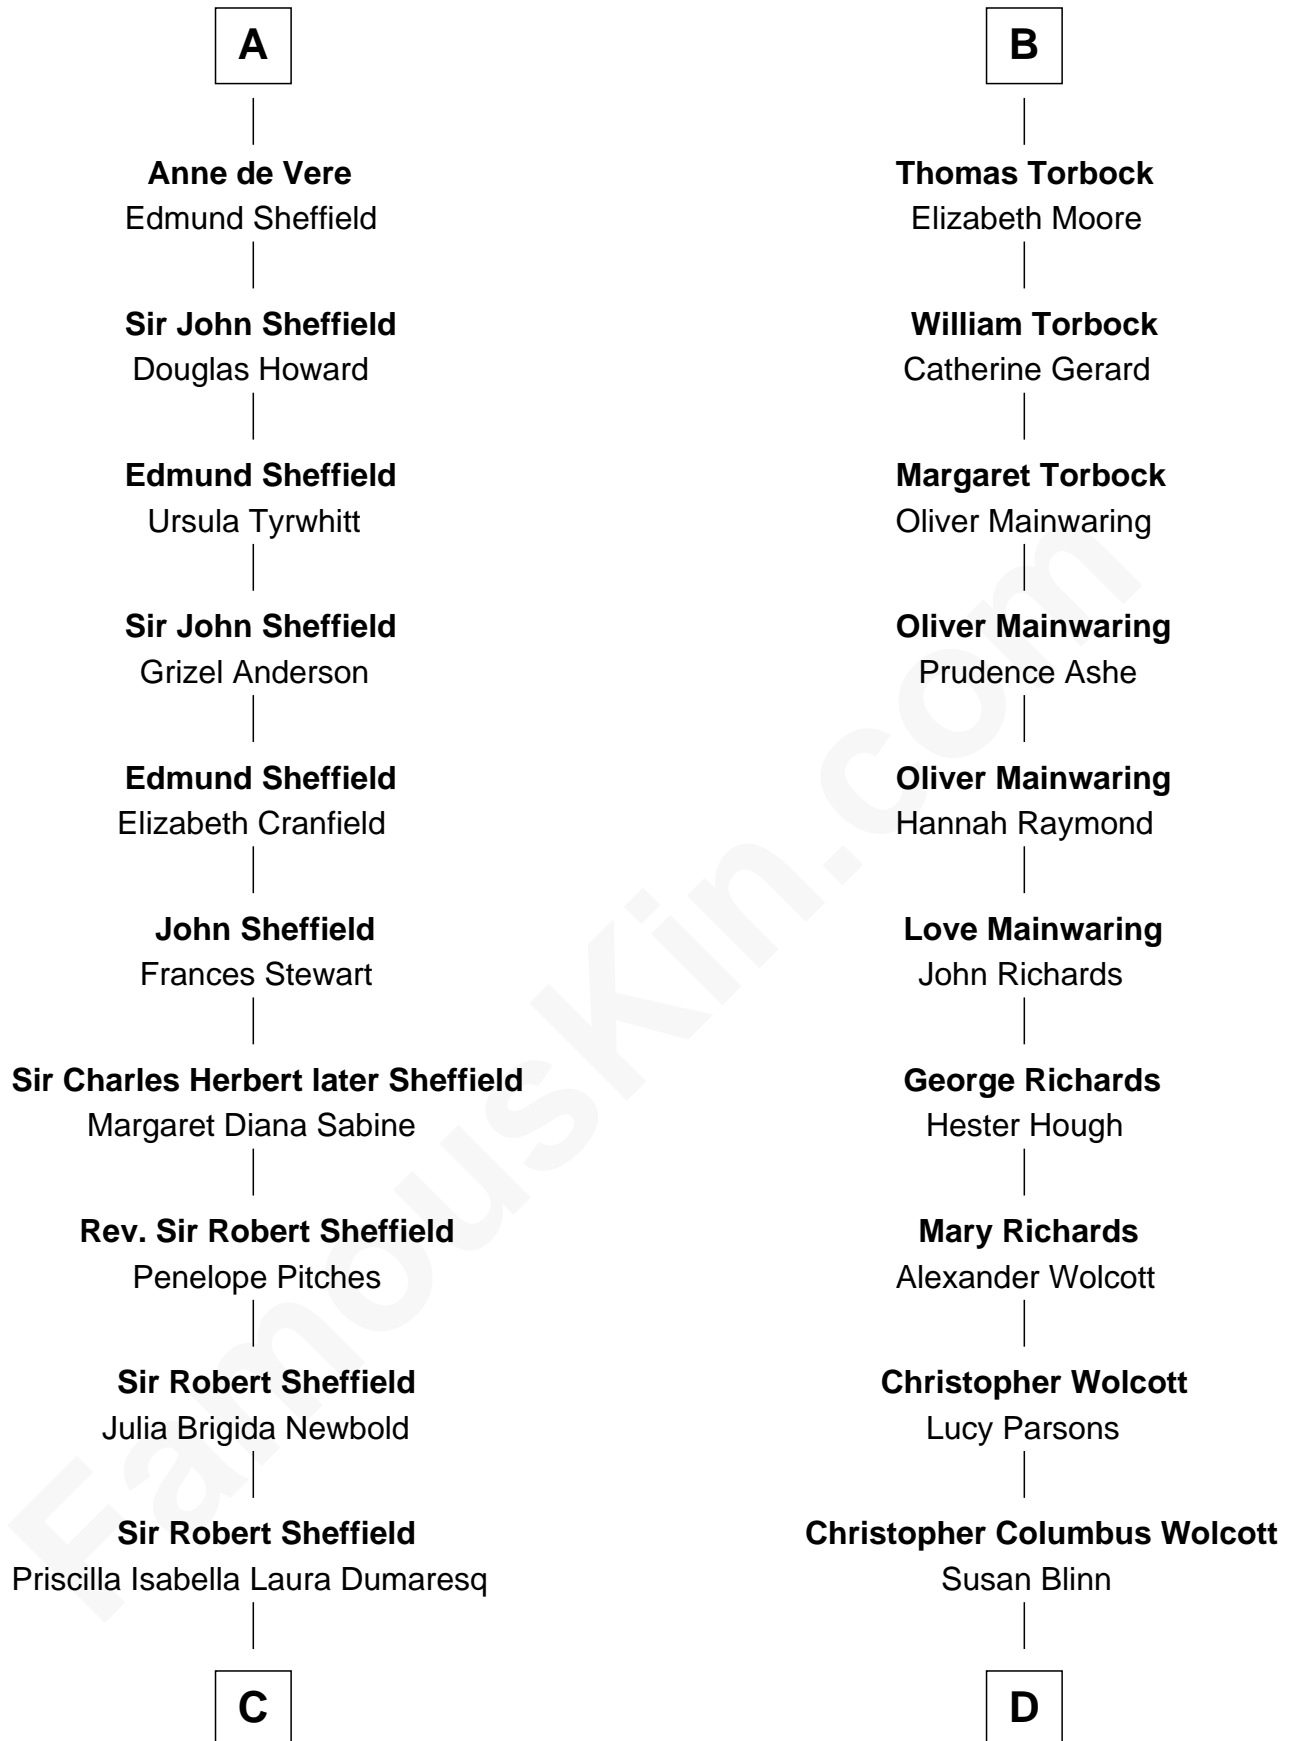 A
Anne de Vere
Edmund Sheffield
Sir John Sheffield
Douglas Howard
Edmund Sheffield
Ursula Tyrwhitt
Sir John Sheffield
Grizel Anderson
Edmund Sheffield
Elizabeth Cranfield
John Sheffield
Frances Stewart
Sir Charles Herbert later Sheffield
Margaret Diana Sabine
Rev. Sir Robert Sheffield
Penelope Pitches
Sir Robert Sheffield
Julia Brigida Newbold
Sir Robert Sheffield
Priscilla Isabella Laura Dumaresq
C
B
Thomas Torbock
Elizabeth Moore
William Torbock
Catherine Gerard
Margaret Torbock
Oliver Mainwaring
Oliver Mainwaring
Prudence Ashe
Oliver Mainwaring
Hannah Raymond
Love Mainwaring
John Richards
George Richards
Hester Hough
Mary Richards
Alexander Wolcott
Christopher Wolcott
Lucy Parsons
Christopher Columbus Wolcott
Susan Blinn
D
FamousKin.com